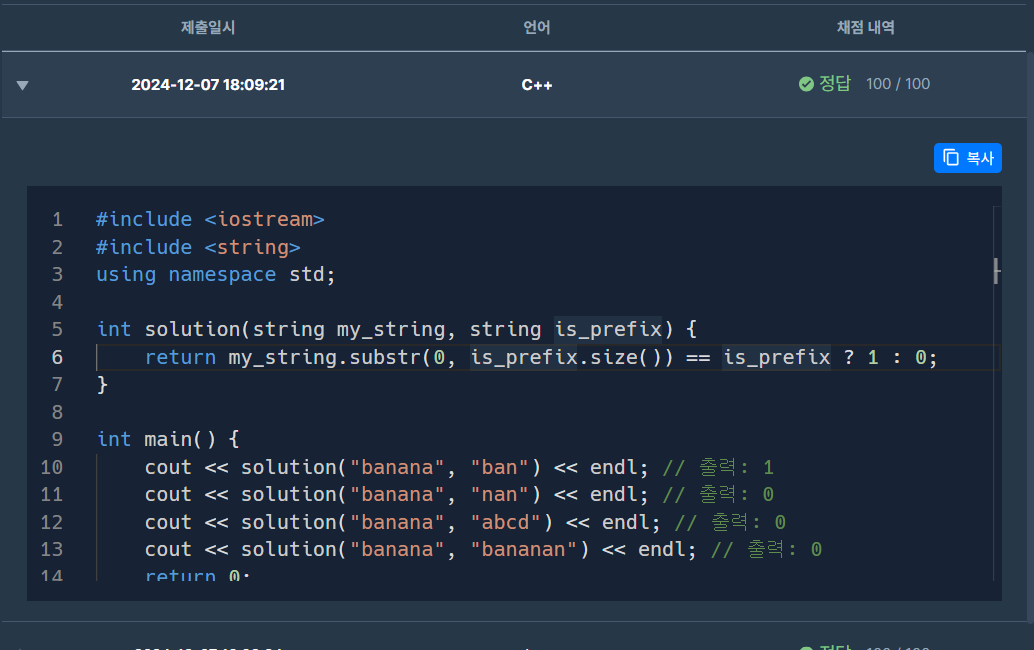 제출일시 언어 채점 내역
2024-12-07 18:09:21 C++ 정답 100 / 100
복사
1 #include <iostream>
2 #include <string>
3 using namespace std;
4
5 int solution(string my_string, string is_prefix) {
6 return my_string.substr(0, is_prefix.size()) == is_prefix ? 1 : 0;
7 }
8
9 int main() {
10 cout << solution("banana", "ban") << endl; // 출력: 1
11 cout << solution("banana", "nan") << endl; // 출력: 0
12 cout << solution("banana", "abcd") << endl; // 출력: 0
13 cout << solution("banana", "bananan") << endl; // 출력: 0
14 return 0;
정답 100 / 100